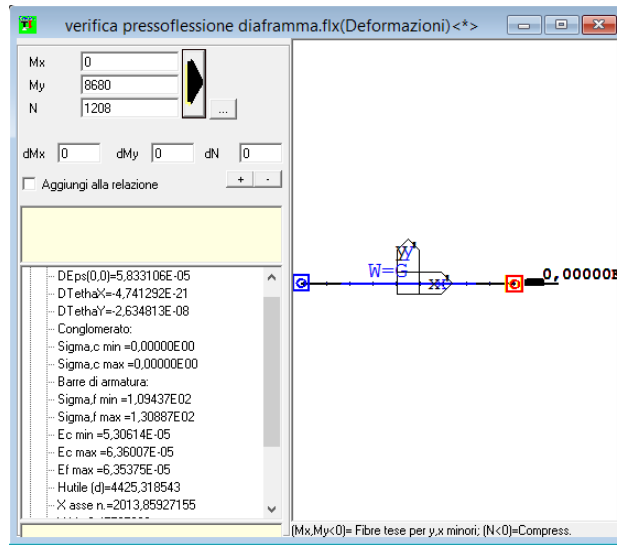 verifica pressoflessione diaframma.flx(Deformazioni)<*>
Mx 0
My 8680
N 1208
...
dMx 0 dMy 0 dN 0
Aggiungi alla relazione + -
DEps(0,0)=5,833106E-05
DTethaX=-4,741292E-21
DTethaY=-2,634813E-08
Conglomerato:
Sigma,c min =0,00000E00
Sigma,c max =0,00000E00
Barre di armatura:
Sigma,f min =1,09437E02
Sigma,f max =1,30887E02
Ec min =5,30614E-05
Ec max =6,36007E-05
Ef max =6,35375E-05
Hutile (d)=4425,318543
X asse n.=2013,85927155
W=G
0,00000E
(Mx,My<0)= Fibre tese per y,x minori; (N<0)=Compress.